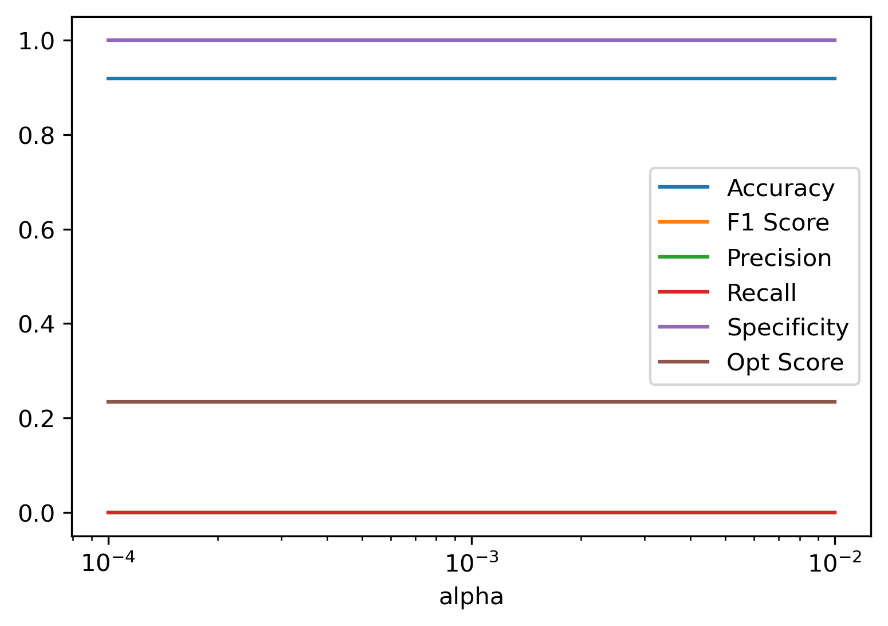 1.0
0.8
0.6
0.4
0.2
0.0
Accuracy
F1 Score
Precision
Recall
Specificity
Opt Score
10⁻⁴ 10⁻³ 10⁻²
alpha